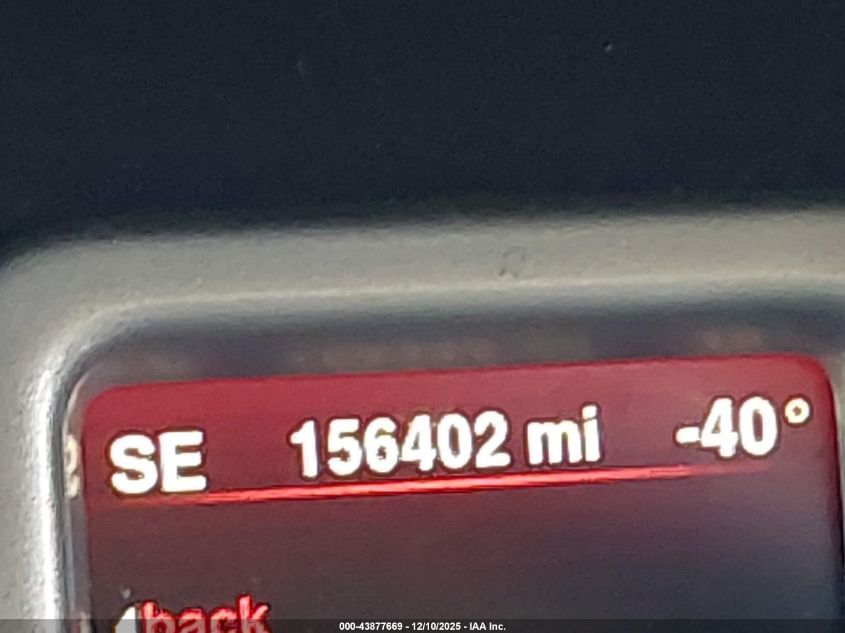 SE 156402 mi -40°
back
000-43877669 - 12/10/2025 - IAA Inc.